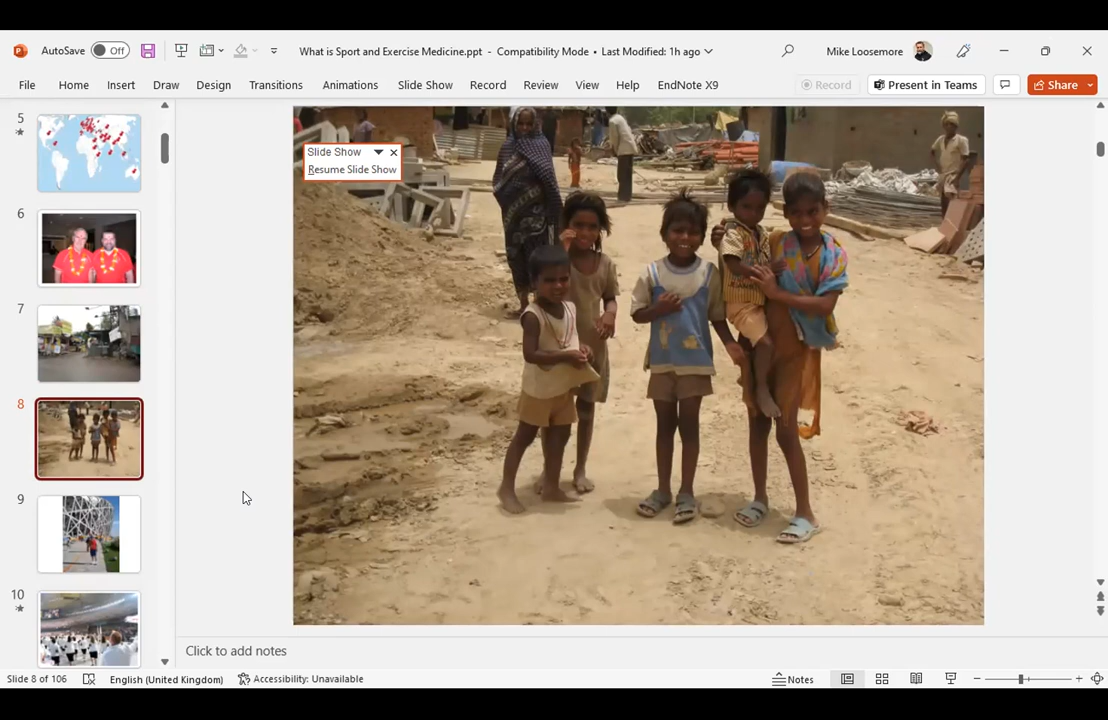 AutoSave Off What is Sport and Exercise Medicine.ppt - Compatibility Mode • Last Modified: 1h ago Mike Loosemore
File Home Insert Draw Design Transitions Animations Slide Show Record Review View Help EndNote X9 Record Present in Teams Share
5
Slide Show
Resume Slide Show
6
7
8
9
10
Click to add notes
Slide 8 of 106 English (United Kingdom) Accessibility: Unavailable Notes